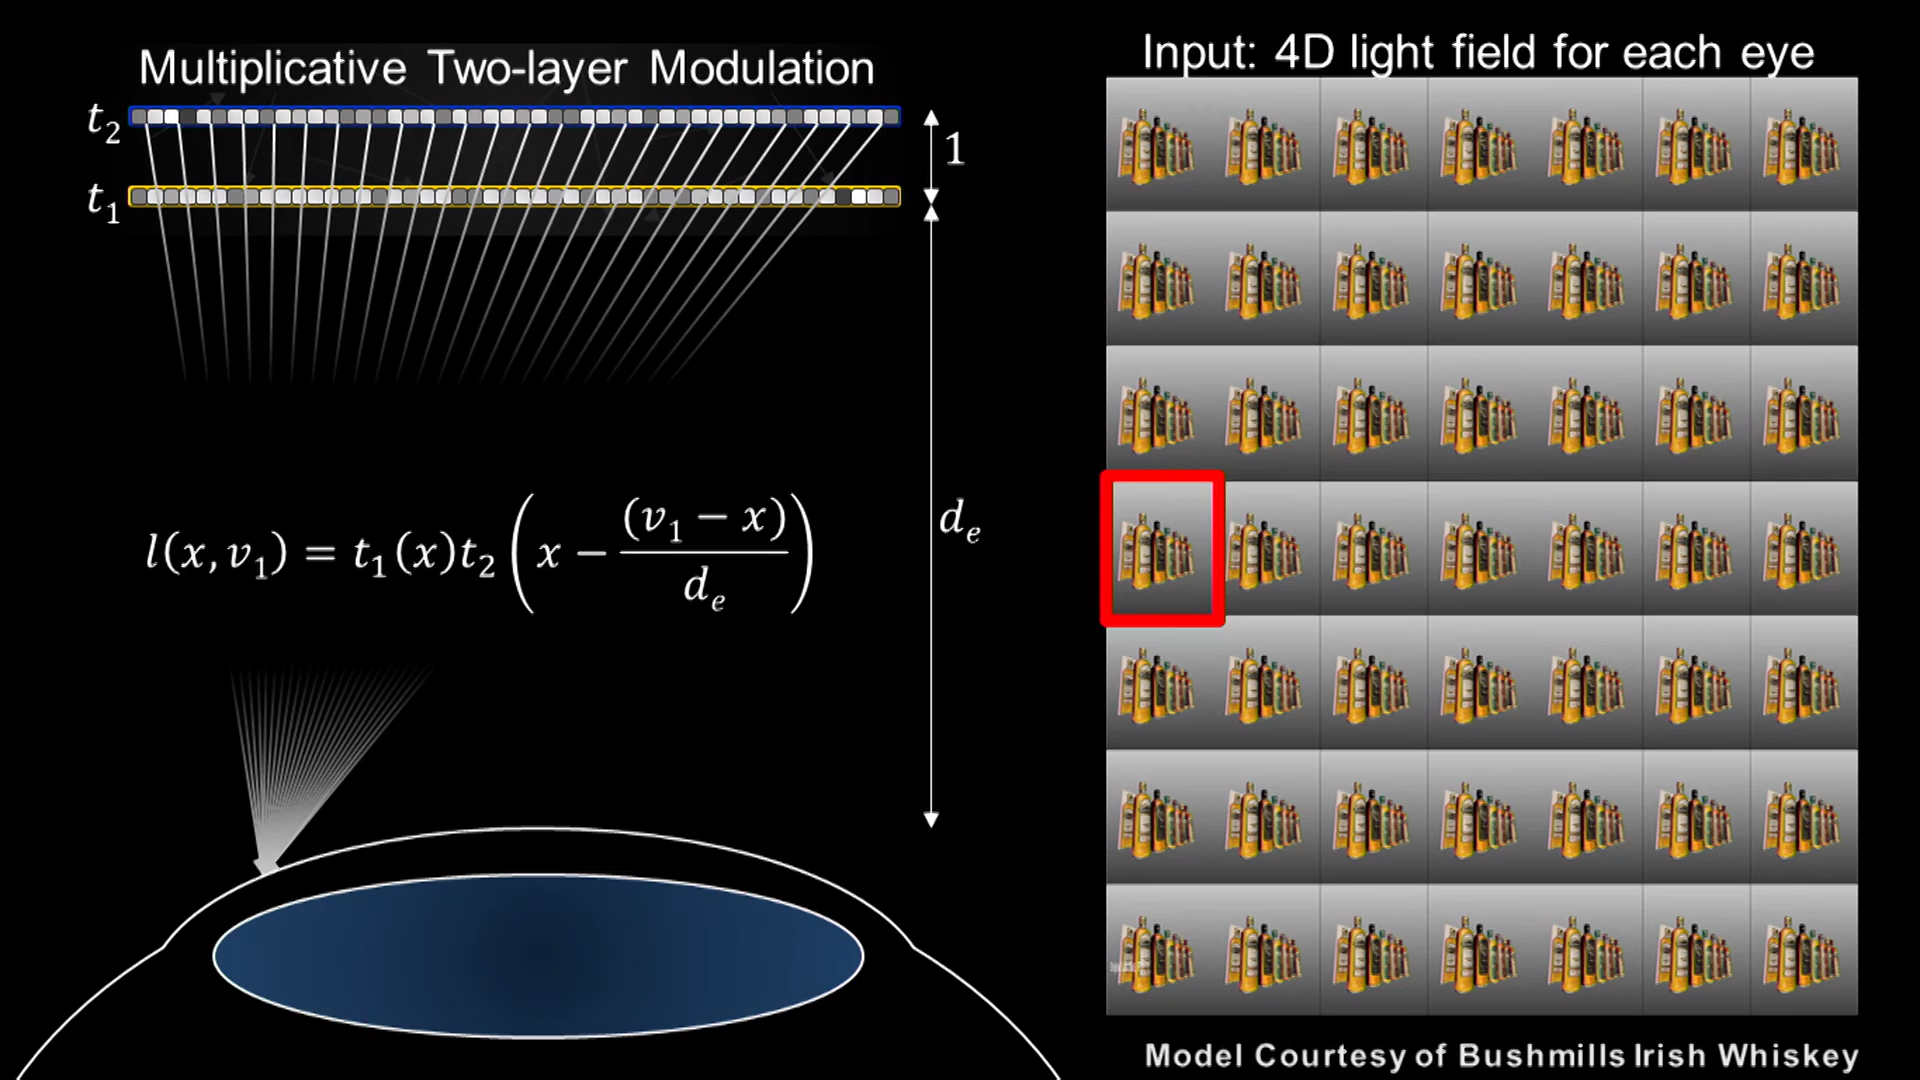 Multiplicative Two-layer Modulation
t₂
t₁
1
dₑ
l(x, v₁) = t₁(x)t₂(x − (v₁ − x)/dₑ)
Input: 4D light field for each eye
Model Courtesy of Bushmills Irish Whiskey